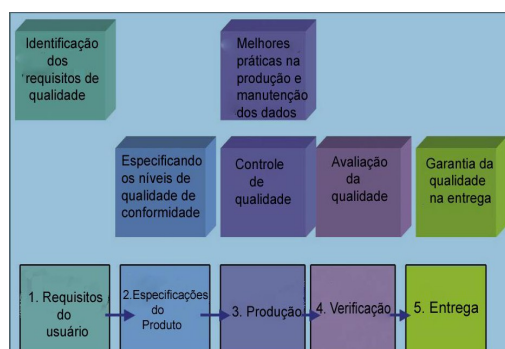 Identificação
dos
requisitos de
qualidade
Melhores
práticas na
produção e
manutenção
dos dados
Especificando
os níveis de
qualidade de
conformidade
Controle
de
qualidade
Avaliação
da
qualidade
Garantia da
qualidade
na entrega
1. Requisitos
do
usuário
2.Especificações
do
Produto
3. Produção
4. Verificação
5. Entrega